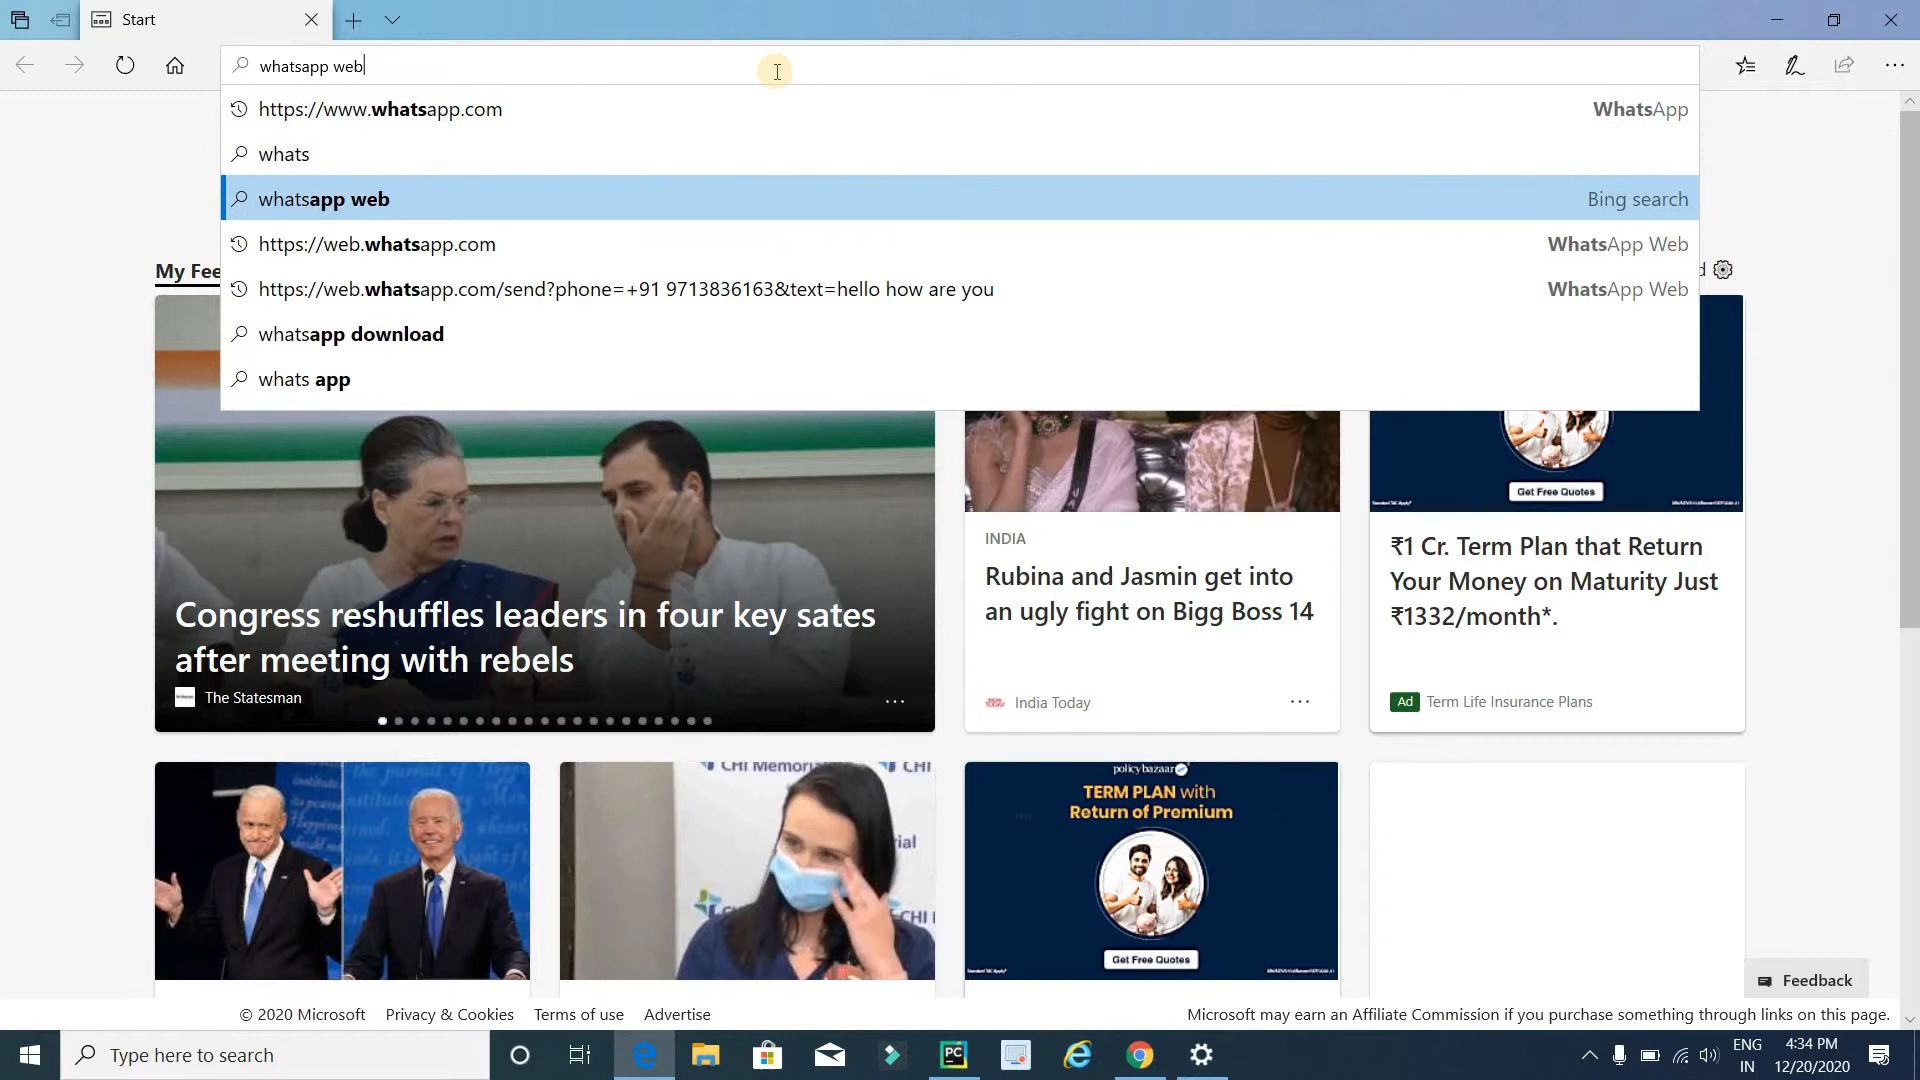 Start
whatsapp web
https://www.whatsapp.com WhatsApp
whats
whatsapp web Bing search
https://web.whatsapp.com WhatsApp Web
https://web.whatsapp.com/send?phone=+91 9713836163&text=hello how are you WhatsApp Web
whatsapp download
whats app
My Fee
d
Get Free Quotes
Congress reshuffles leaders in four key sates
after meeting with rebels
The Statesman
INDIA
Rubina and Jasmin get into
an ugly fight on Bigg Boss 14
India Today
₹1 Cr. Term Plan that Return
Your Money on Maturity Just
₹1332/month*.
Ad Term Life Insurance Plans
CHI Memorial
CHI
policybazaar
TERM PLAN with
Return of Premium
Get Free Quotes
Feedback
© 2020 Microsoft Privacy & Cookies Terms of use Advertise
Microsoft may earn an Affiliate Commission if you purchase something through links on this page.
Type here to search
PC
ENG
IN
4:34 PM
12/20/2020